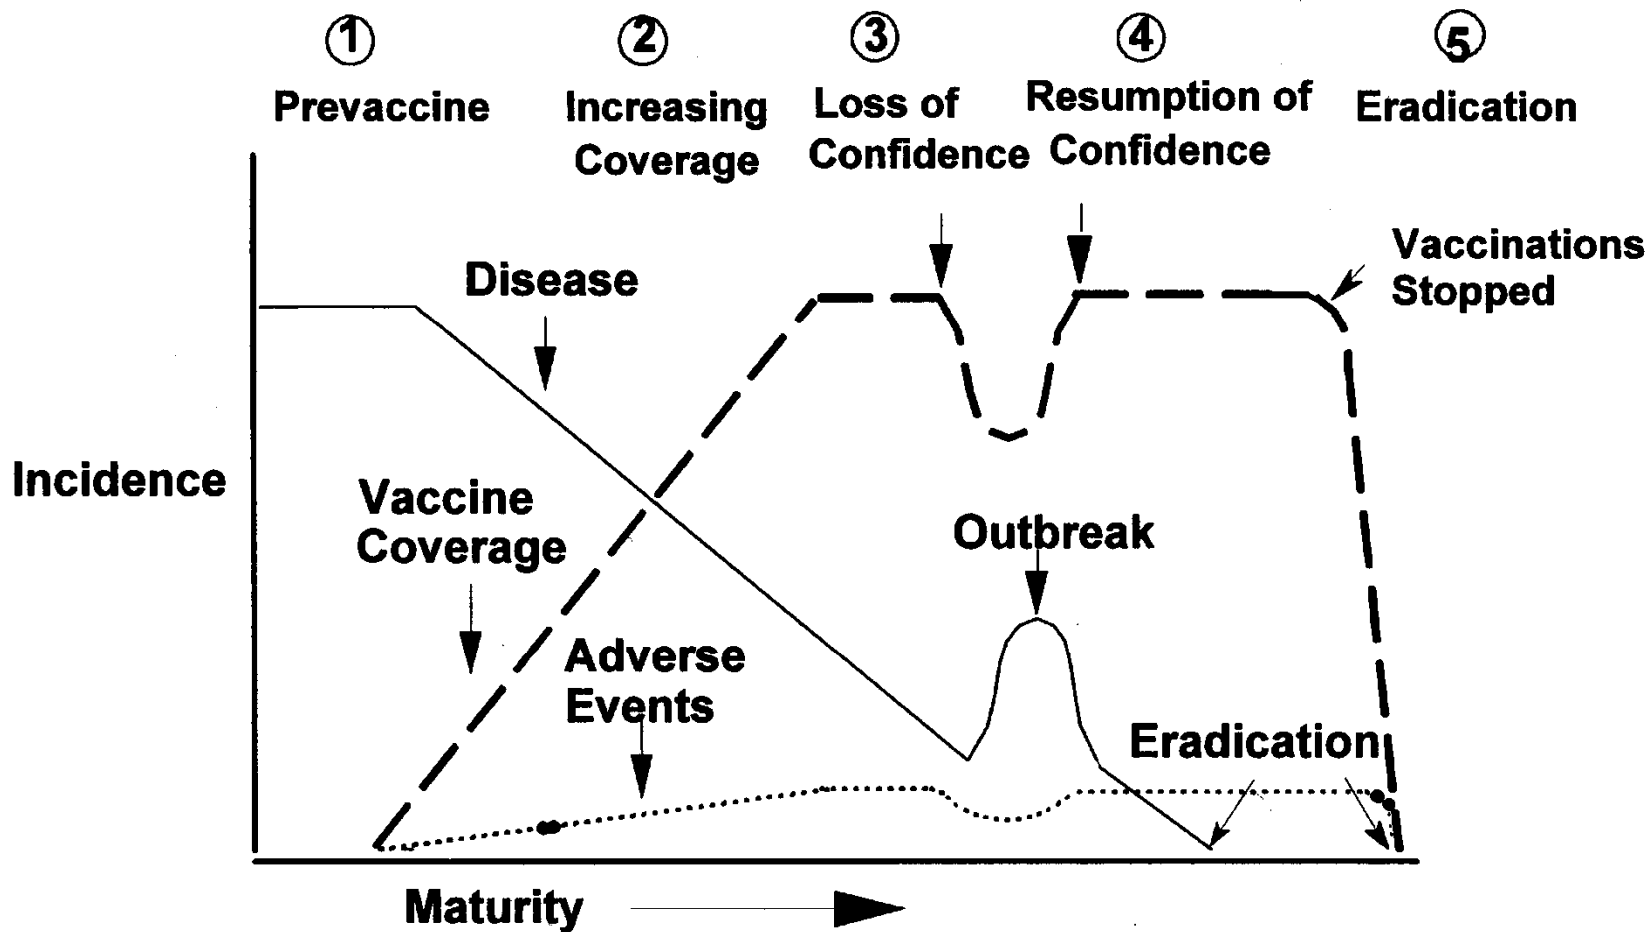 ① ② ③ ④ ⑤
Prevaccine
Increasing
Coverage
Loss of
Confidence
Resumption of
Confidence
Eradication
Vaccinations
Stopped
Disease
Incidence
Vaccine
Coverage
Outbreak
Adverse
Events
Eradication
Maturity